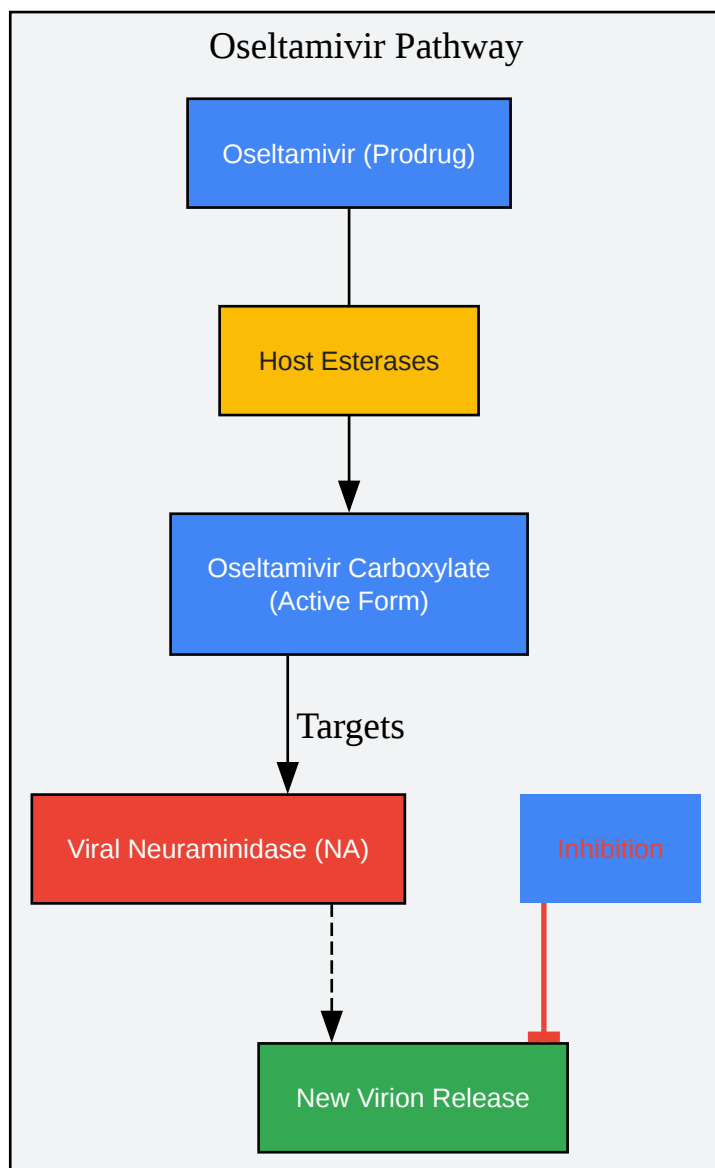 Oseltamivir Pathway
Oseltamivir (Prodrug)
Host Esterases
Oseltamivir Carboxylate
(Active Form)
Targets
Viral Neuraminidase (NA)
Inhibition
New Virion Release